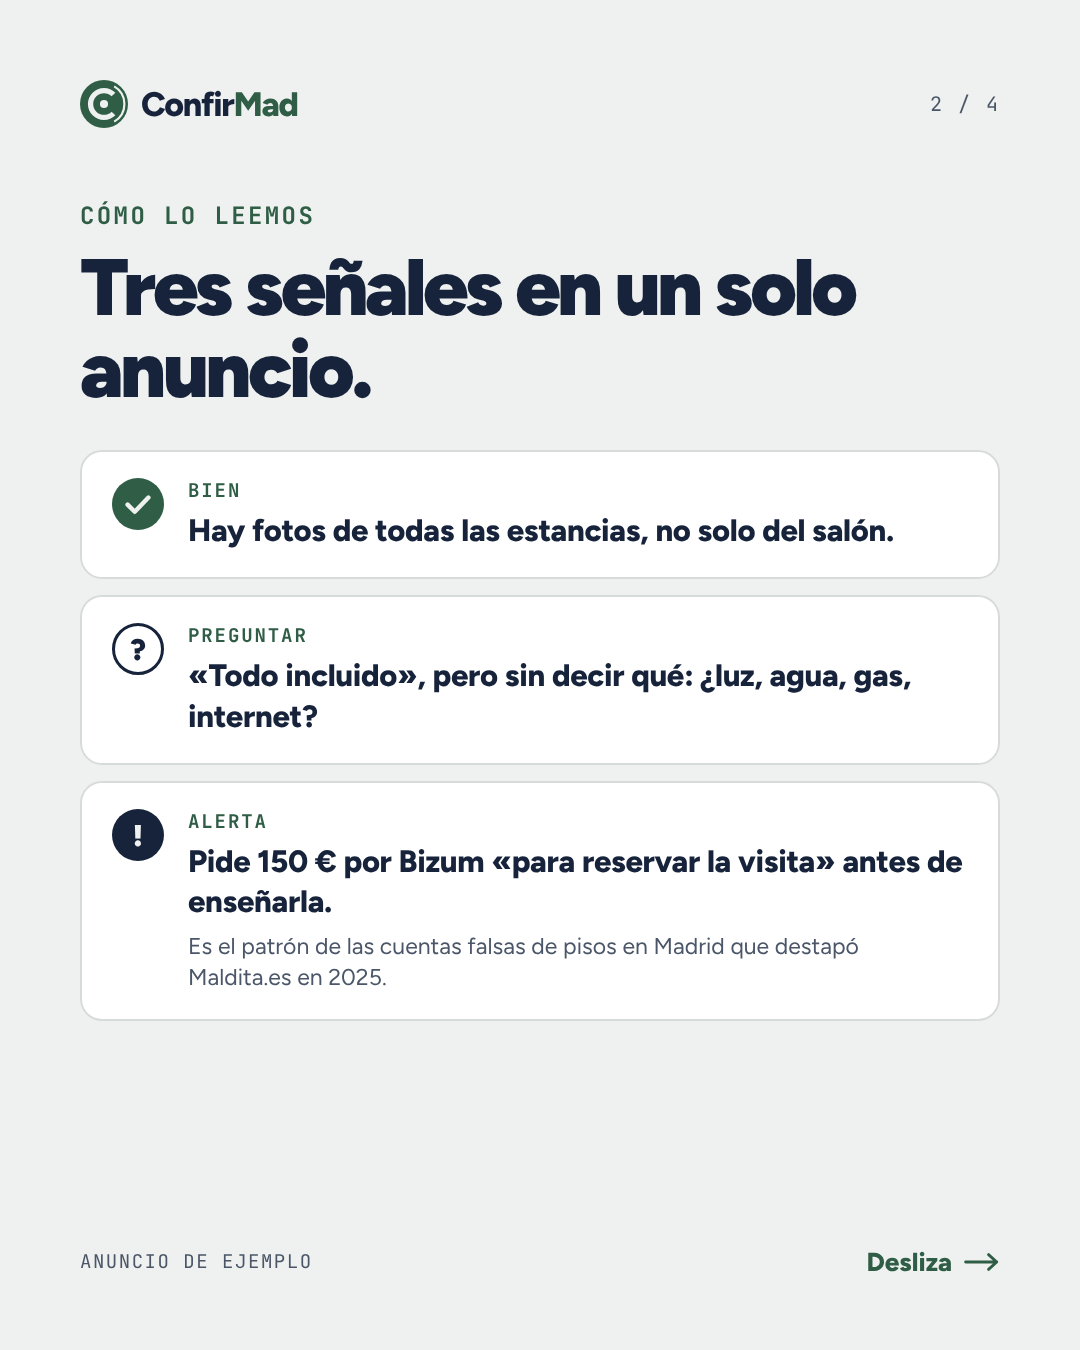 ConfirMad
2 / 4
CÓMO LO LEEMOS
Tres señales en un solo
anuncio.
BIEN
Hay fotos de todas las estancias, no solo del salón.
?
PREGUNTAR
«Todo incluido», pero sin decir qué: ¿luz, agua, gas,
internet?
!
ALERTA
Pide 150 € por Bizum «para reservar la visita» antes de
enseñarla.
Es el patrón de las cuentas falsas de pisos en Madrid que destapó
Maldita.es en 2025.
ANUNCIO DE EJEMPLO
Desliza →